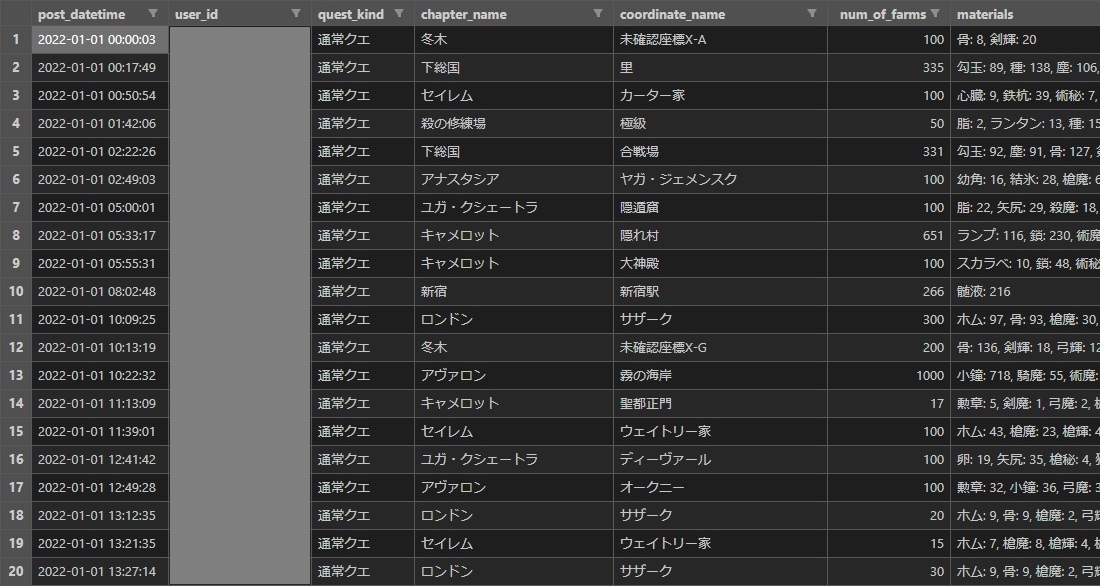 post_datetime user_id quest_kind chapter_name coordinate_name num_of_farms materials
1 2022-01-01 00:00:03 通常クエ 冬木 未確認座標X-A 100 骨: 8, 剣輝: 20
2 2022-01-01 00:17:49 通常クエ 下総国 里 335 勾玉: 89, 種: 138, 塵: 106,
3 2022-01-01 00:50:54 通常クエ セイレム カーター家 100 心臓: 9, 鉄杭: 39, 術秘: 7,
4 2022-01-01 01:42:06 通常クエ 殺の修練場 極級 50 脂: 2, ランタン: 13, 種: 15
5 2022-01-01 02:22:26 通常クエ 下総国 合戦場 331 勾玉: 92, 塵: 91, 骨: 127,
6 2022-01-01 02:49:03 通常クエ アナスタシア ヤガ・ジェメンスク 100 幼角: 16, 結氷: 28, 槍魔: 6
7 2022-01-01 05:00:01 通常クエ ユガ・クシェートラ 隠遁窟 100 脂: 22, 矢尻: 29, 殺魔: 18,
8 2022-01-01 05:33:17 通常クエ キャメロット 隠れ村 651 ランプ: 116, 鎖: 230, 術魔
9 2022-01-01 05:55:31 通常クエ キャメロット 大神殿 100 スカラベ: 10, 鎖: 48, 術秘
10 2022-01-01 08:02:48 通常クエ 新宿 新宿駅 266 髄液: 216
11 2022-01-01 10:09:25 通常クエ ロンドン サザーク 300 ホム: 97, 骨: 93, 槍魔: 30,
12 2022-01-01 10:13:19 通常クエ 冬木 未確認座標X-G 200 骨: 136, 剣輝: 18, 弓輝: 12
13 2022-01-01 10:22:32 通常クエ アヴァロン 霧の海岸 1000 小鐘: 718, 騎魔: 55, 術魔:
14 2022-01-01 11:13:09 通常クエ キャメロット 聖都正門 17 勲章: 5, 剣魔: 1, 弓魔: 2,
15 2022-01-01 11:39:01 通常クエ セイレム ウェイトリー家 100 ホム: 43, 槍魔: 23, 槍輝: 4
16 2022-01-01 12:41:42 通常クエ ユガ・クシェートラ ディーヴァール 100 卵: 19, 矢尻: 35, 槍秘: 4,
17 2022-01-01 12:49:28 通常クエ アヴァロン オークニー 100 勲章: 32, 小鐘: 36, 弓魔: 3
18 2022-01-01 13:12:35 通常クエ ロンドン サザーク 20 ホム: 9, 骨: 9, 槍魔: 2, 弓輝
19 2022-01-01 13:21:35 通常クエ セイレム ウェイトリー家 15 ホム: 7, 槍魔: 8, 槍輝: 4,
20 2022-01-01 13:27:14 通常クエ ロンドン サザーク 30 ホム: 9, 骨: 9, 槍魔: 2,